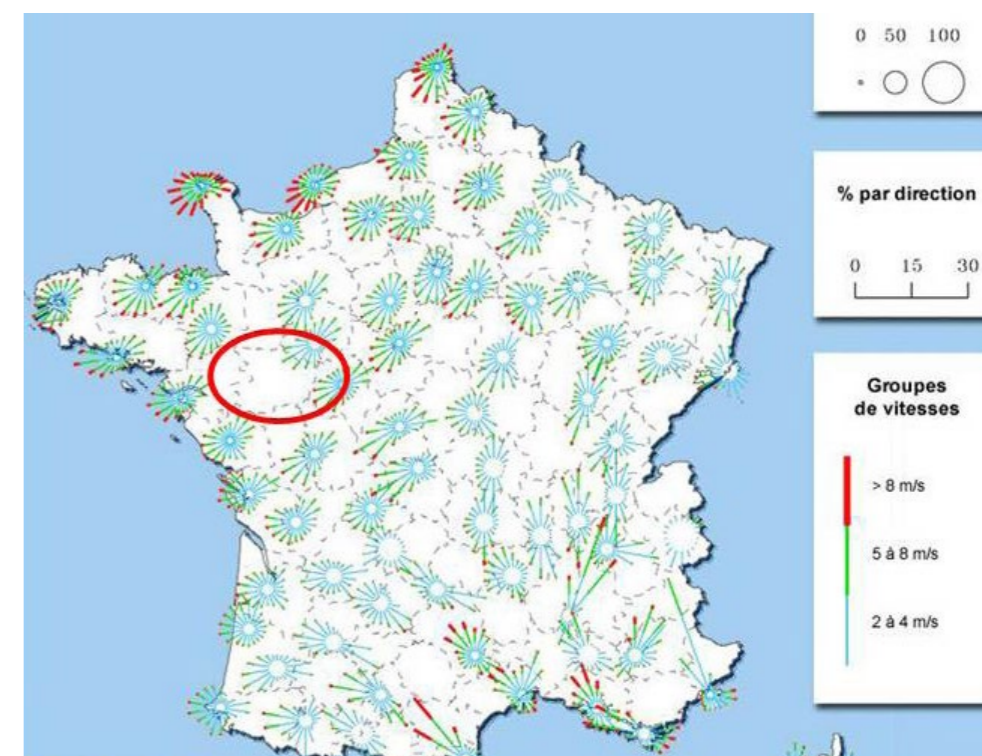 0 50 100
% par direction
0 15 30
Groupes
de vitesses
> 8 m/s
5 à 8 m/s
2 à 4 m/s